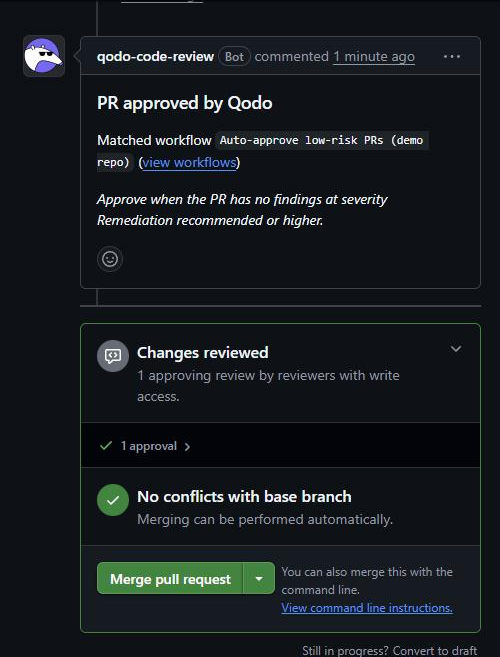 qodo-code-review Bot commented 1 minute ago
PR approved by Qodo
Matched workflow Auto-approve low-risk PRs (demo
repo) (view workflows)
Approve when the PR has no findings at severity
Remediation recommended or higher.
Changes reviewed
1 approving review by reviewers with write
access.
1 approval
No conflicts with base branch
Merging can be performed automatically.
Merge pull request
You can also merge this with the
command line.
View command line instructions.
Still in progress? Convert to draft